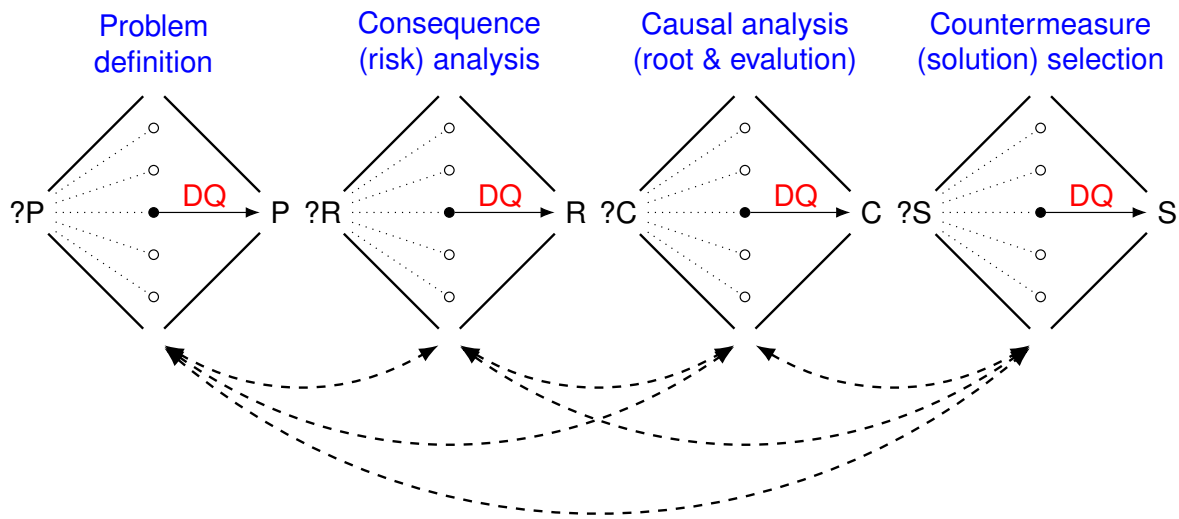 Problem
definition
Consequence
(risk) analysis
Causal analysis
(root & evalution)
Countermeasure
(solution) selection
?P
DQ
P
?R
DQ
R
?C
DQ
C
?S
DQ
S